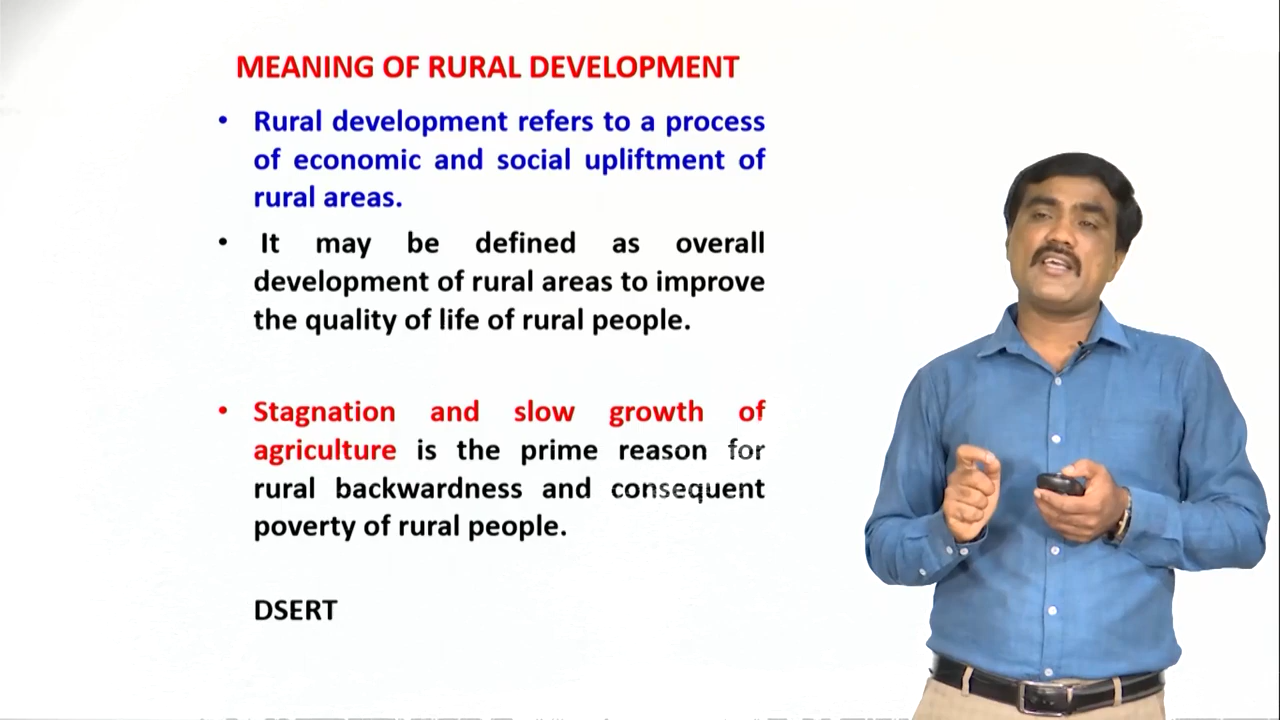 MEANING OF RURAL DEVELOPMENT
• Rural development refers to a process
of economic and social upliftment of
rural areas.
• It may be defined as overall
development of rural areas to improve
the quality of life of rural people.
• Stagnation and slow growth of
agriculture is the prime reason for
rural backwardness and consequent
poverty of rural people.
DSERT